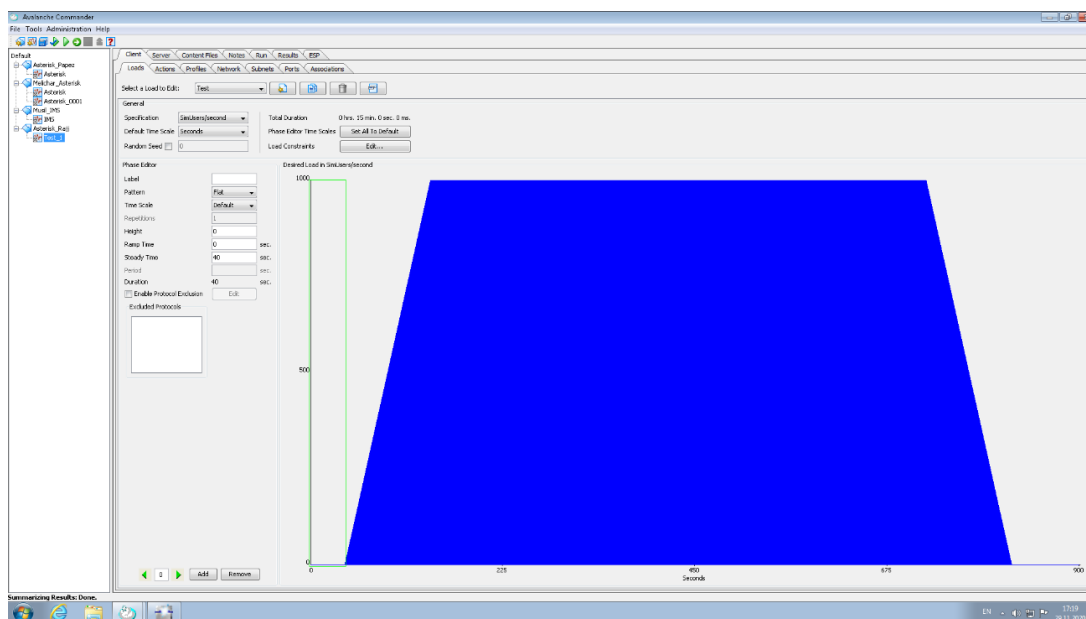 Avalanche Commander
File Tools Administration Help
Default
Asterisk_Papez
Asterisk
Melichar_Asterisk
Asterisk
Asterisk_0001
Musil_IMS
IMS
Asterisk_Rajj
Test_1
Client Server Content Files Notes Run Results ESP
Loads Actions Profiles Network Subnets Ports Associations
Select a Load to Edit: Test
General
Specification SimUsers/second Total Duration 0 hrs. 15 min. 0 sec. 0 ms.
Default Time Scale Seconds Phase Editor Time Scales Set All To Default
Random Seed 0 Load Constraints Edit...
Phase Editor Desired Load in SimUsers/second
Label
Pattern Flat
Time Scale Default
Repetitions 1
Height 0
Ramp Time 0 sec.
Steady Time 40 sec.
Period sec.
Duration 40 sec.
Enable Protocol Exclusion Edit
Excluded Protocols
1000
500
0
0 225 450 675 900
Seconds
Add Remove
Summarizing Results: Done.
EN 17:19